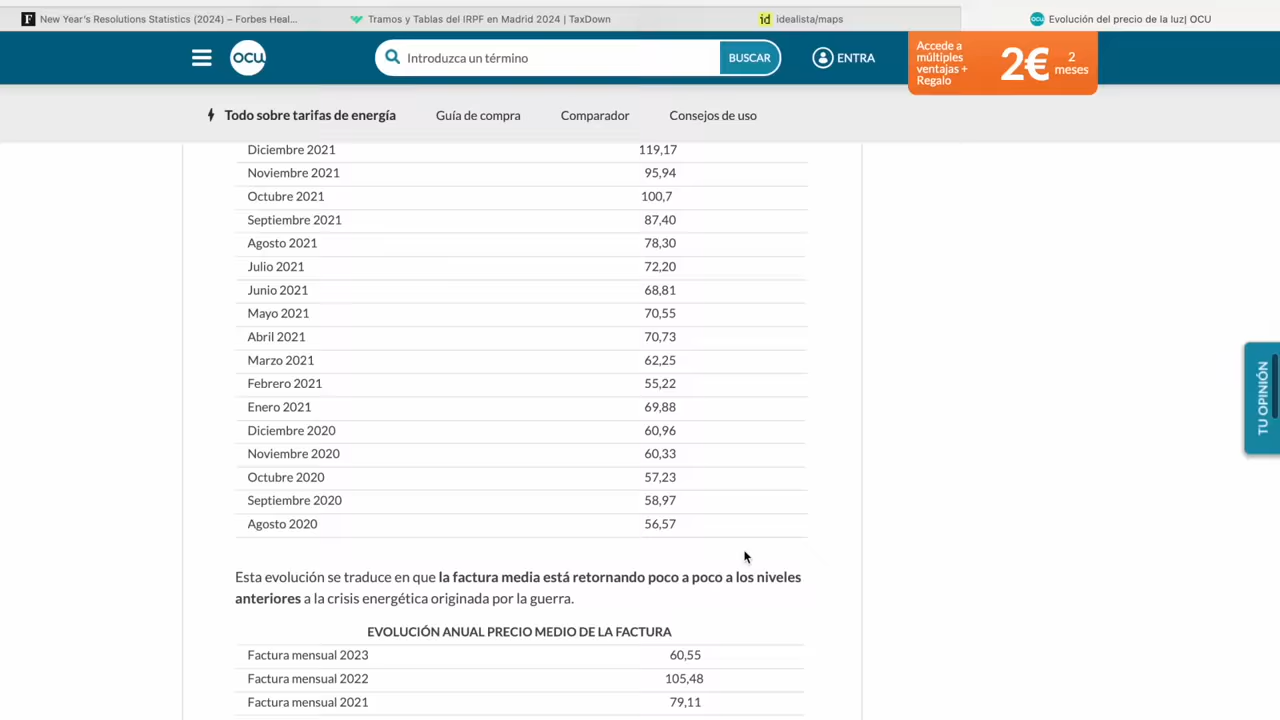 F New Year's Resolutions Statistics (2024) – Forbes Heal...
Tramos y Tablas del IRPF en Madrid 2024 | TaxDown
id idealista/maps
OCU Evolución del precio de la luz| OCU
OCU
Introduzca un término
BUSCAR
ENTRA
Accede a
múltiples
ventajas +
Regalo
2€
2
meses
Todo sobre tarifas de energía
Guía de compra
Comparador
Consejos de uso
Diciembre 2021 119,17
Noviembre 2021 95,94
Octubre 2021 100,7
Septiembre 2021 87,40
Agosto 2021 78,30
Julio 2021 72,20
Junio 2021 68,81
Mayo 2021 70,55
Abril 2021 70,73
Marzo 2021 62,25
Febrero 2021 55,22
Enero 2021 69,88
Diciembre 2020 60,96
Noviembre 2020 60,33
Octubre 2020 57,23
Septiembre 2020 58,97
Agosto 2020 56,57
Esta evolución se traduce en que la factura media está retornando poco a poco a los niveles
anteriores a la crisis energética originada por la guerra.
EVOLUCIÓN ANUAL PRECIO MEDIO DE LA FACTURA
Factura mensual 2023 60,55
Factura mensual 2022 105,48
Factura mensual 2021 79,11
TU OPINIÓN